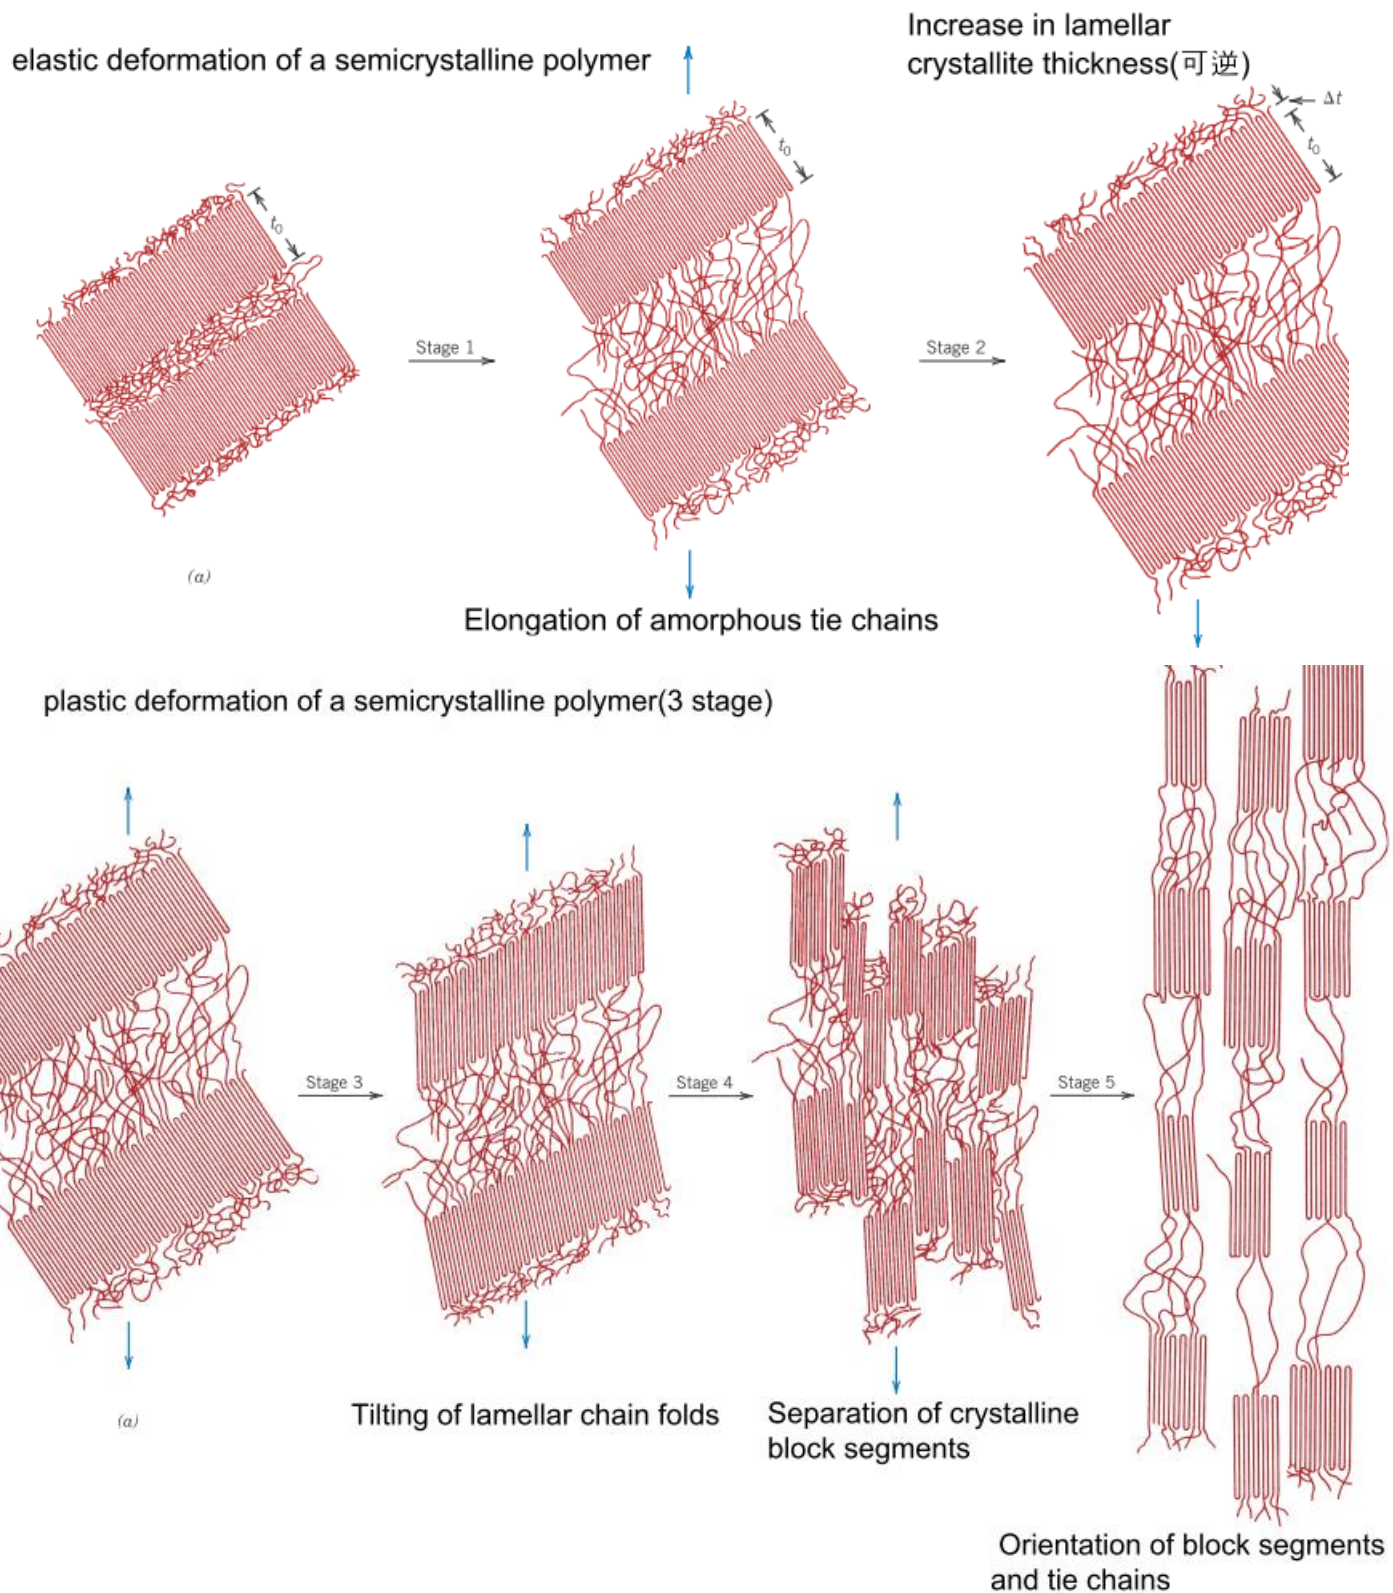 elastic deformation of a semicrystalline polymer
Increase in lamellar
crystallite thickness(可逆)
Δt
t₀
t₀
t₀
Stage 1
Stage 2
(a)
Elongation of amorphous tie chains
plastic deformation of a semicrystalline polymer(3 stage)
Stage 3
Stage 4
Stage 5
(a)
Tilting of lamellar chain folds
Separation of crystalline
block segments
Orientation of block segments
and tie chains